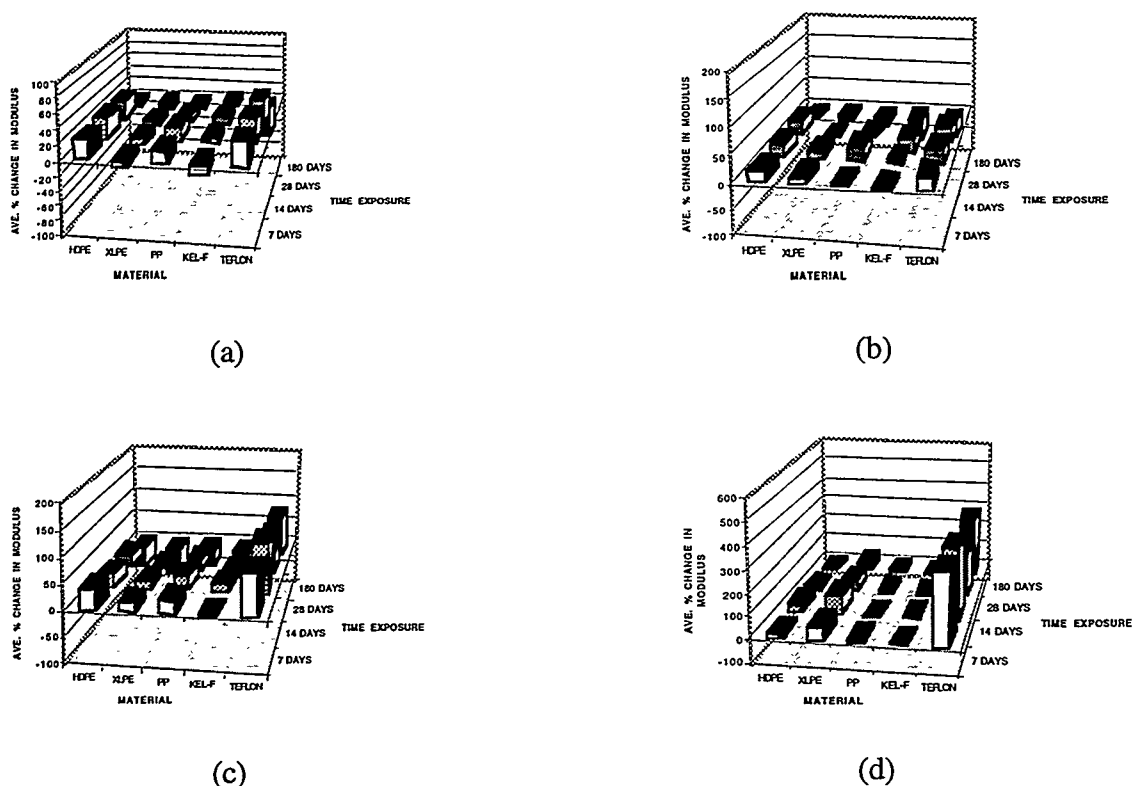 AVE. % CHANGE IN MODULUS
100
80
60
40
20
0
-20
-40
-60
-80
-100
HDPE XLPE PP KEL-F TEFLON
MATERIAL
180 DAYS
28 DAYS
14 DAYS
7 DAYS
TIME EXPOSURE
(a)
AVE. % CHANGE IN MODULUS
200
150
100
50
0
-50
-100
HDPE XLPE PP KEL-F TEFLON
MATERIAL
180 DAYS
28 DAYS
14 DAYS
7 DAYS
TIME EXPOSURE
(b)
AVE. % CHANGE IN MODULUS
200
150
100
50
0
-50
-100
HDPE XLPE PP KEL-F TEFLON
MATERIAL
180 DAYS
28 DAYS
14 DAYS
7 DAYS
TIME EXPOSURE
(c)
AVE. % CHANGE IN
MODULUS
600
500
400
300
200
100
0
-100
HDPE XLPE PP KEL-F TEFLON
MATERIAL
180 DAYS
28 DAYS
14 DAYS
7 DAYS
TIME EXPOSURE
(d)